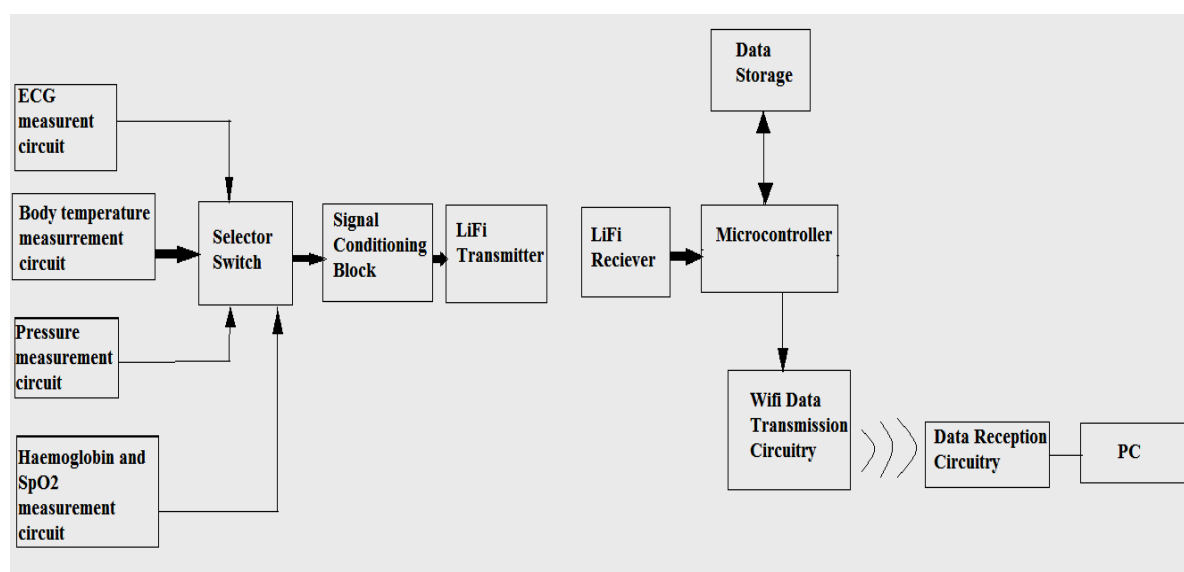 ECG
measurent
circuit
Body temperature
measurrement
circuit
Pressure
measurement
circuit
Haemoglobin and
SpO2
measurement
circuit
Selector
Switch
Signal
Conditioning
Block
LiFi
Transmitter
LiFi
Reciever
Data
Storage
Microcontroller
Wifi Data
Transmission
Circuitry
Data Reception
Circuitry
PC